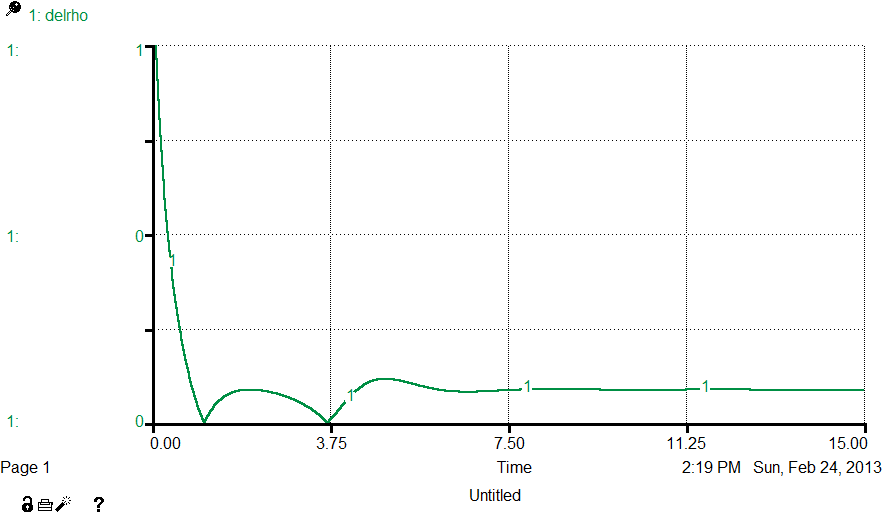 1: delrho
1: 1
1
1: 0
1 1 1
1: 0
0.00 3.75 7.50 11.25 15.00
Page 1 Time 2:19 PM Sun, Feb 24, 2013
Untitled
?